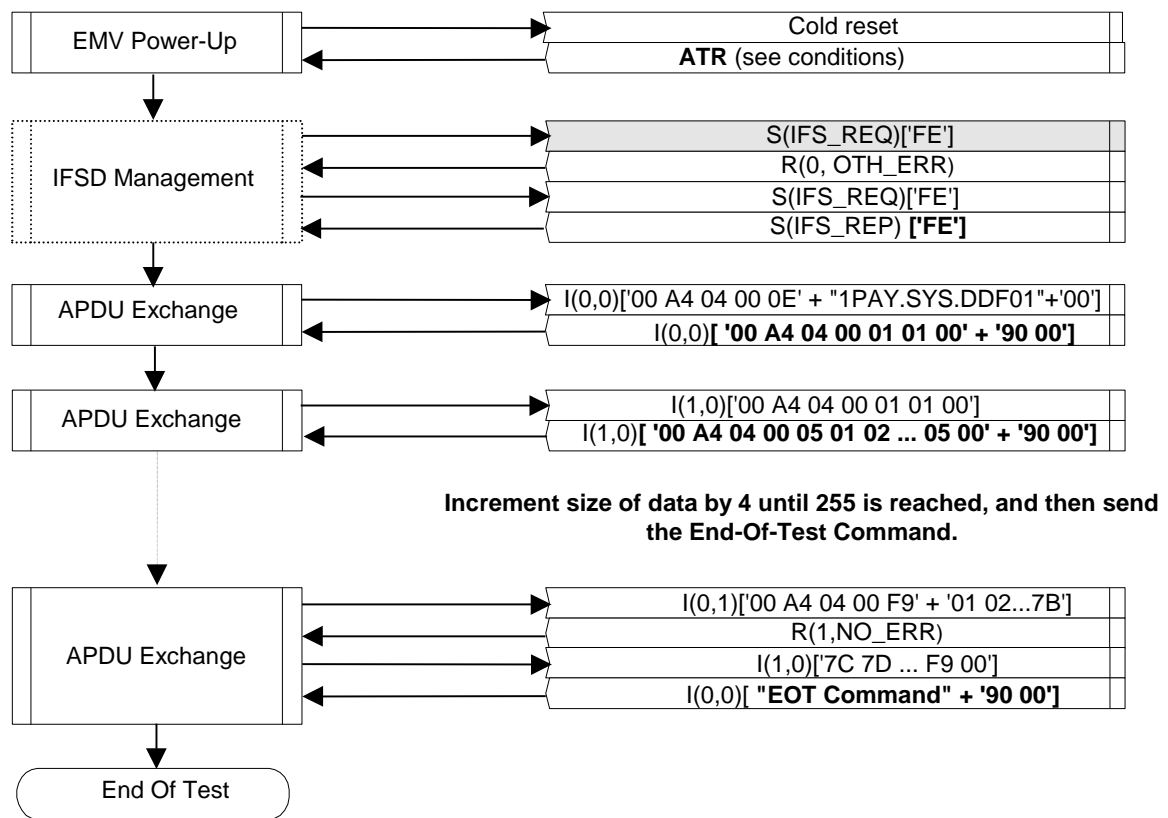 EMV Power-Up
Cold reset
ATR (see conditions)
IFSD Management
S(IFS_REQ)['FE']
R(0, OTH_ERR)
S(IFS_REQ)['FE']
S(IFS_REP) ['FE']
APDU Exchange
I(0,0)['00 A4 04 00 0E' + "1PAY.SYS.DDF01"+'00']
I(0,0)[ '00 A4 04 00 01 01 00' + '90 00']
APDU Exchange
I(1,0)['00 A4 04 00 01 01 00']
I(1,0)[ '00 A4 04 00 05 01 02 ... 05 00' + '90 00']
Increment size of data by 4 until 255 is reached, and then send
the End-Of-Test Command.
APDU Exchange
I(0,1)['00 A4 04 00 F9' + '01 02...7B']
R(1,NO_ERR)
I(1,0)['7C 7D ... F9 00']
I(0,0)[ "EOT Command" + '90 00']
End Of Test